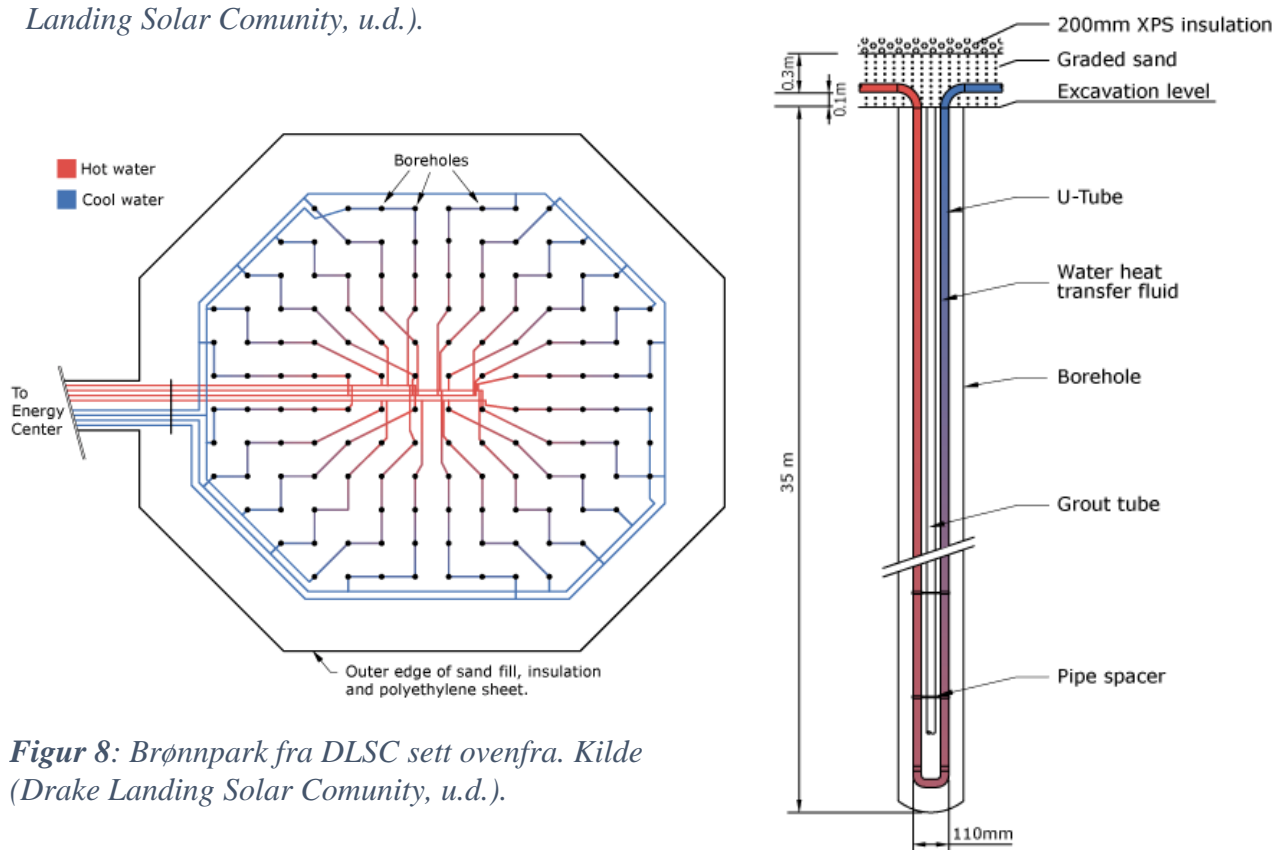 Landing Solar Comunity, u.d.).
Hot water
Cool water
Boreholes
To
Energy
Center
Outer edge of sand fill, insulation
and polyethylene sheet.
Figur 8: Brønnpark fra DLSC sett ovenfra. Kilde
(Drake Landing Solar Comunity, u.d.).
200mm XPS insulation
Graded sand
Excavation level
0.3m
0.1m
U-Tube
Water heat
transfer fluid
Borehole
35 m
Grout tube
Pipe spacer
110mm